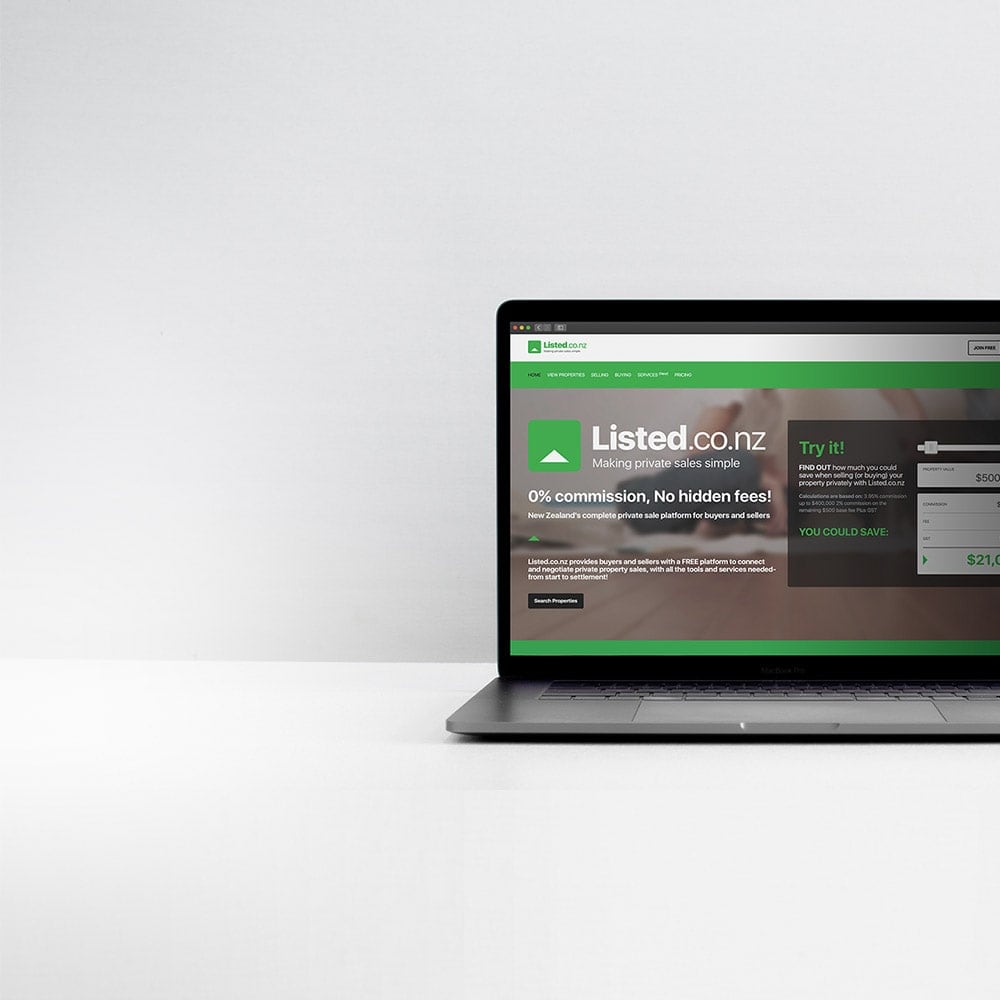 Listed.co.nz
Making private sales simple
JOIN FREE
HOME VIEW PROPERTIES SELLING BUYING SERVICES PRICING
Listed.co.nz
Making private sales simple
0% commission, No hidden fees!
New Zealand's complete private sale platform for buyers and sellers
Listed.co.nz provides buyers and sellers with a FREE platform to connect
and negotiate private property sales, with all the tools and services needed-
from start to settlement!
Search Properties
Try it!
FIND OUT how much you could
save when selling (or buying) your
property privately with Listed.co.nz
Calculations are based on: 3.95% commission
up to $400,000 2% commission on the
remaining $500 base fee Plus GST
YOU COULD SAVE:
PROPERTY VALUE
$500
COMMISSION
FEE
GST
$21,0
MacBook Pro